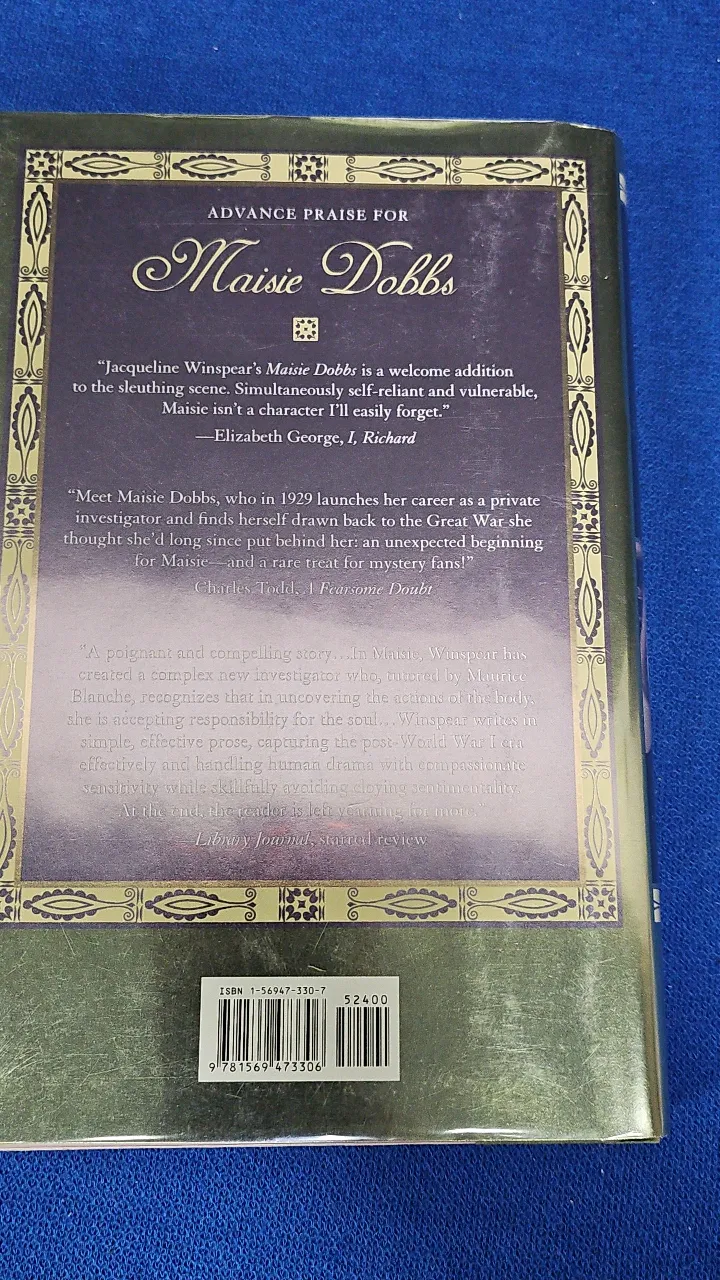 ADVANCE PRAISE FOR
Maisie Dobbs
“Jacqueline Winspear’s Maisie Dobbs is a welcome addition
to the sleuthing scene. Simultaneously self-reliant and vulnerable,
Maisie isn’t a character I’ll easily forget.”
—Elizabeth George, I, Richard
“Meet Maisie Dobbs, who in 1929 launches her career as a private
investigator and finds herself drawn back to the Great War she
thought she’d long since put behind her: an unexpected beginning
for Maisie—and a rare treat for mystery fans!”
Charles Todd, A Fearsome Doubt
“A poignant and compelling story…In Maisie, Winspear has
created a complex new investigator who, tutored by Maurice
Blanche, recognizes that in uncovering the actions of the body,
she is accepting responsibility for the soul…Winspear writes in
simple, effective prose, capturing the post-World War I era
effectively and handling human drama with compassionate
sensitivity while skillfully avoiding cloying sentimentality.
At the end, the reader is left yearning for more.”
—Library Journal, starred review
ISBN 1-56947-330-7
52400
9 781569 473306